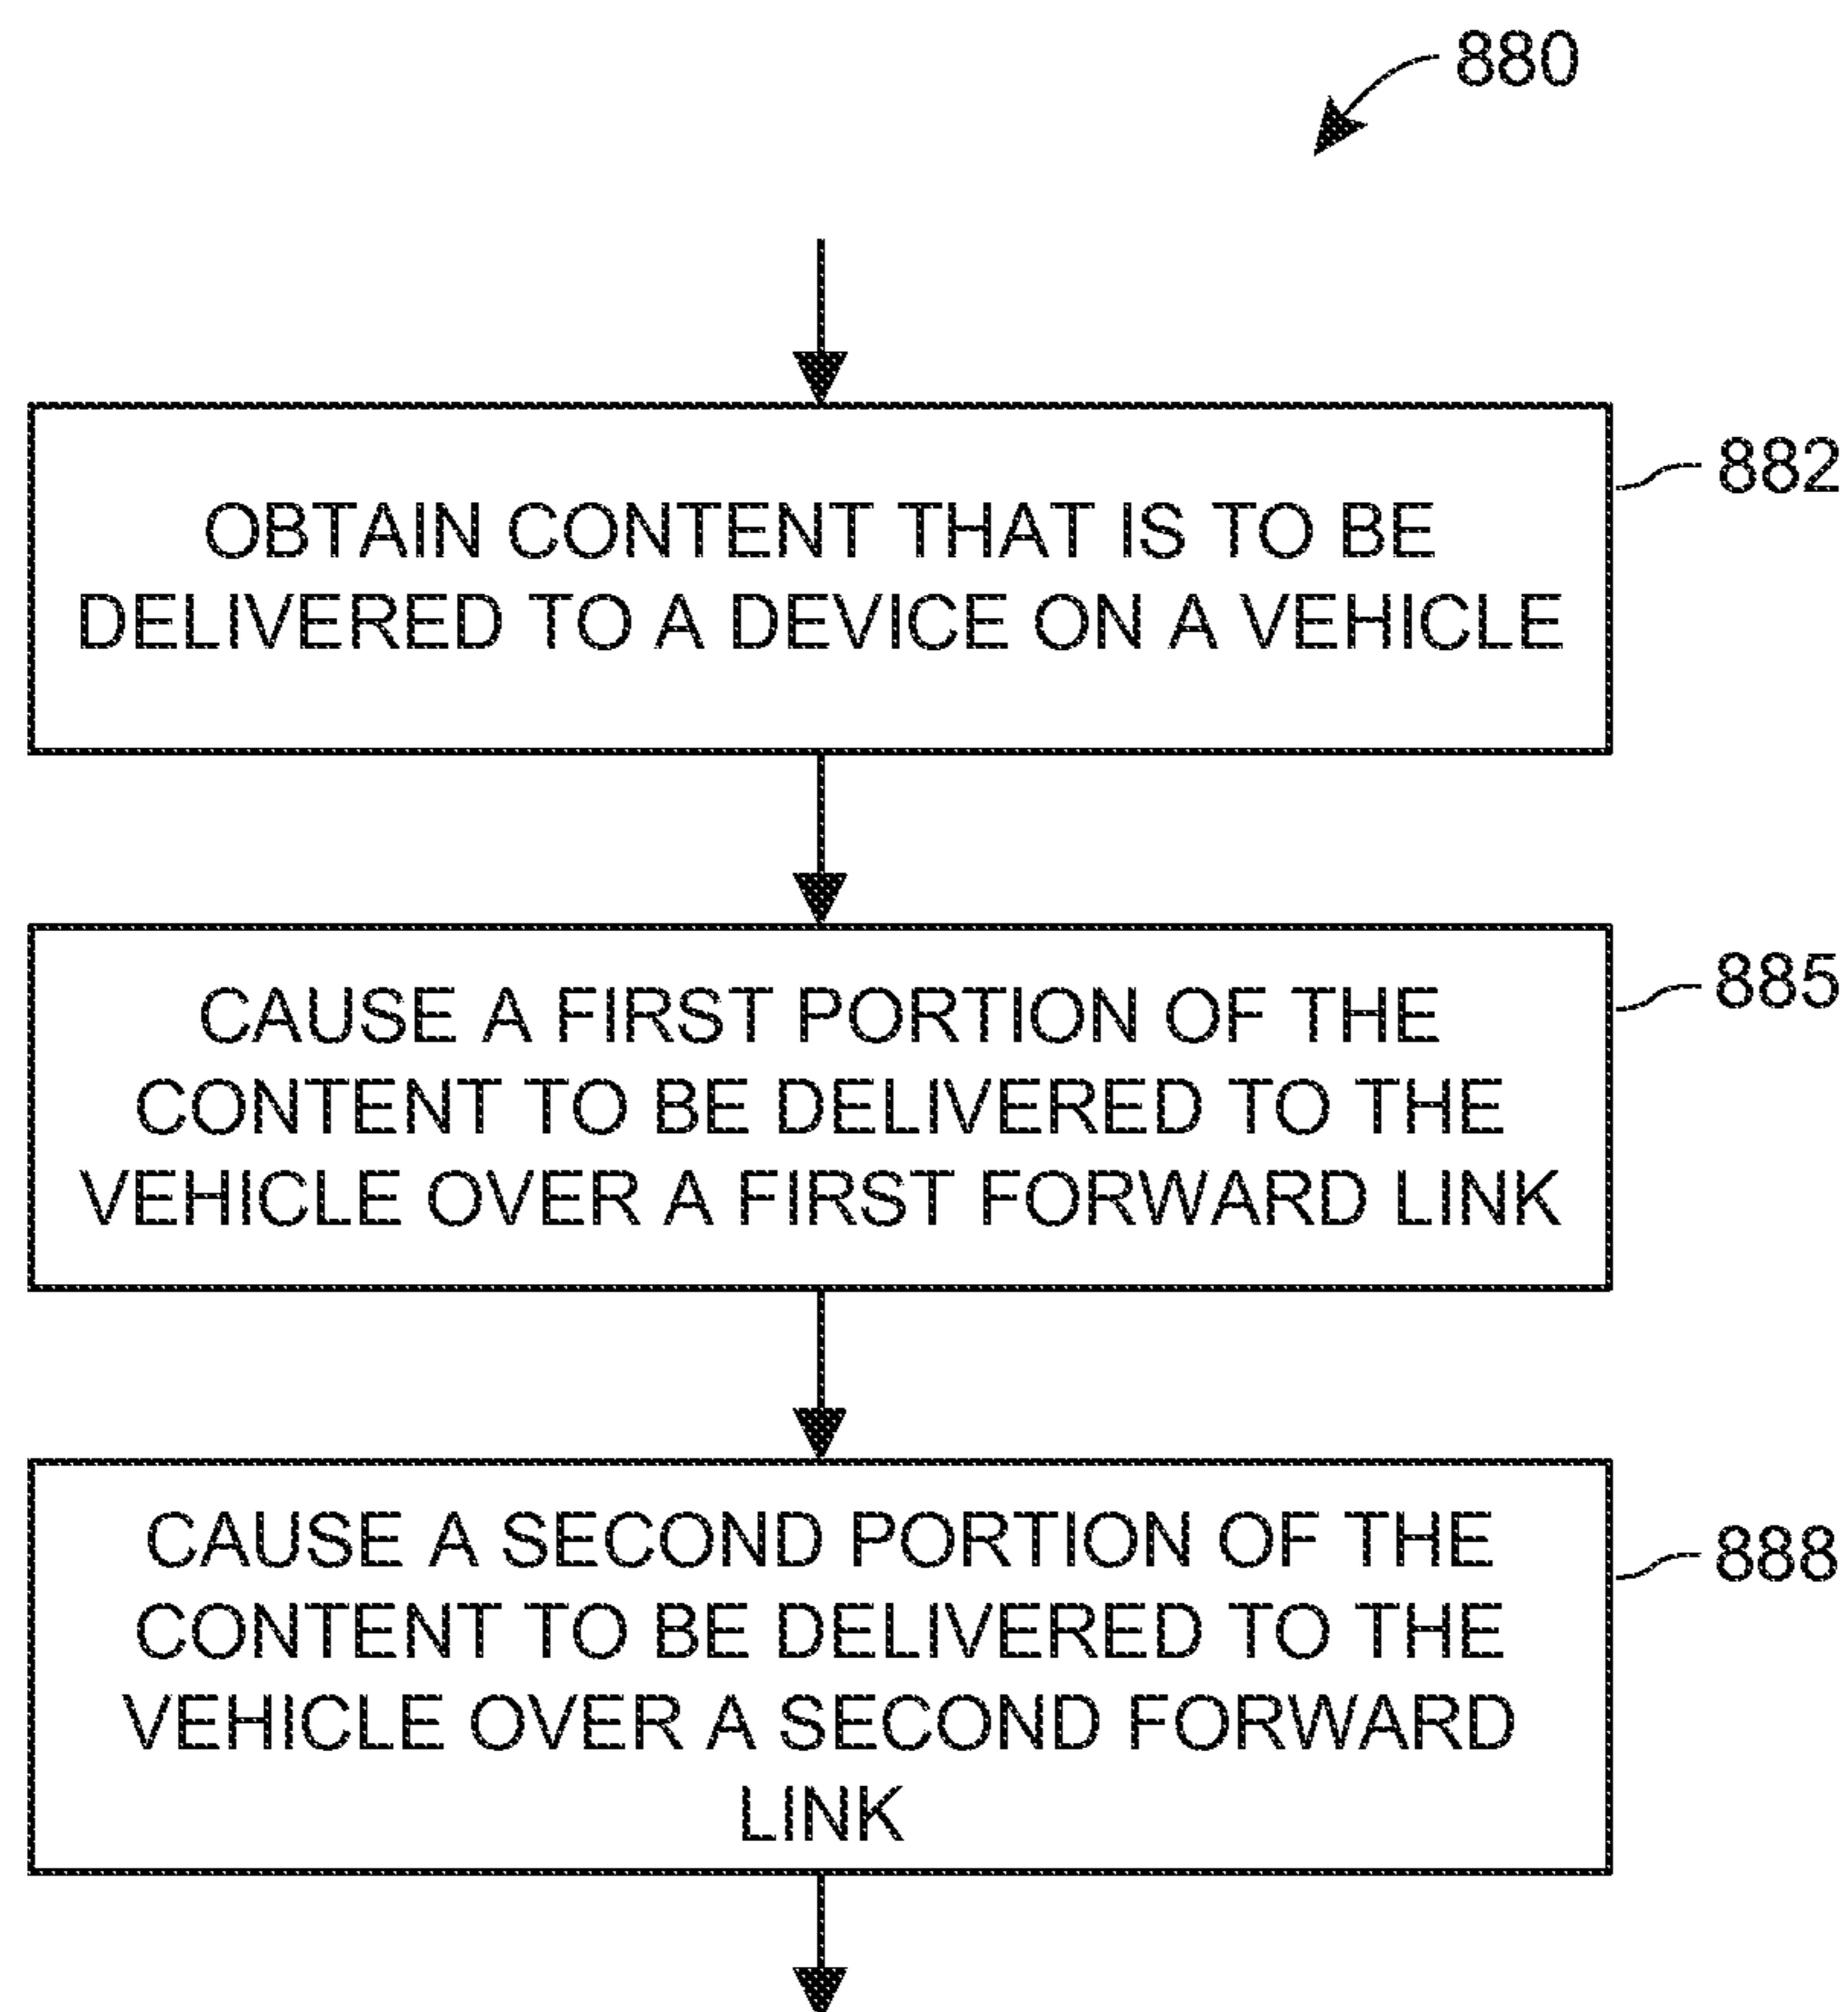 880
OBTAIN CONTENT THAT IS TO BE
DELIVERED TO A DEVICE ON A VEHICLE
882
CAUSE A FIRST PORTION OF THE
CONTENT TO BE DELIVERED TO THE
VEHICLE OVER A FIRST FORWARD LINK
885
CAUSE A SECOND PORTION OF THE
CONTENT TO BE DELIVERED TO THE
VEHICLE OVER A SECOND FORWARD
LINK
888